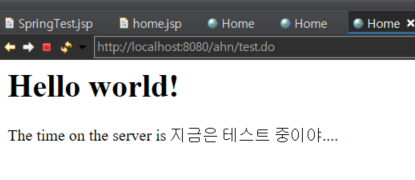 SpringTest.jsp home.jsp Home Home Home
http://localhost:8080/ahn/test.do
Hello world!
The time on the server is 지금은 테스트 중이야....